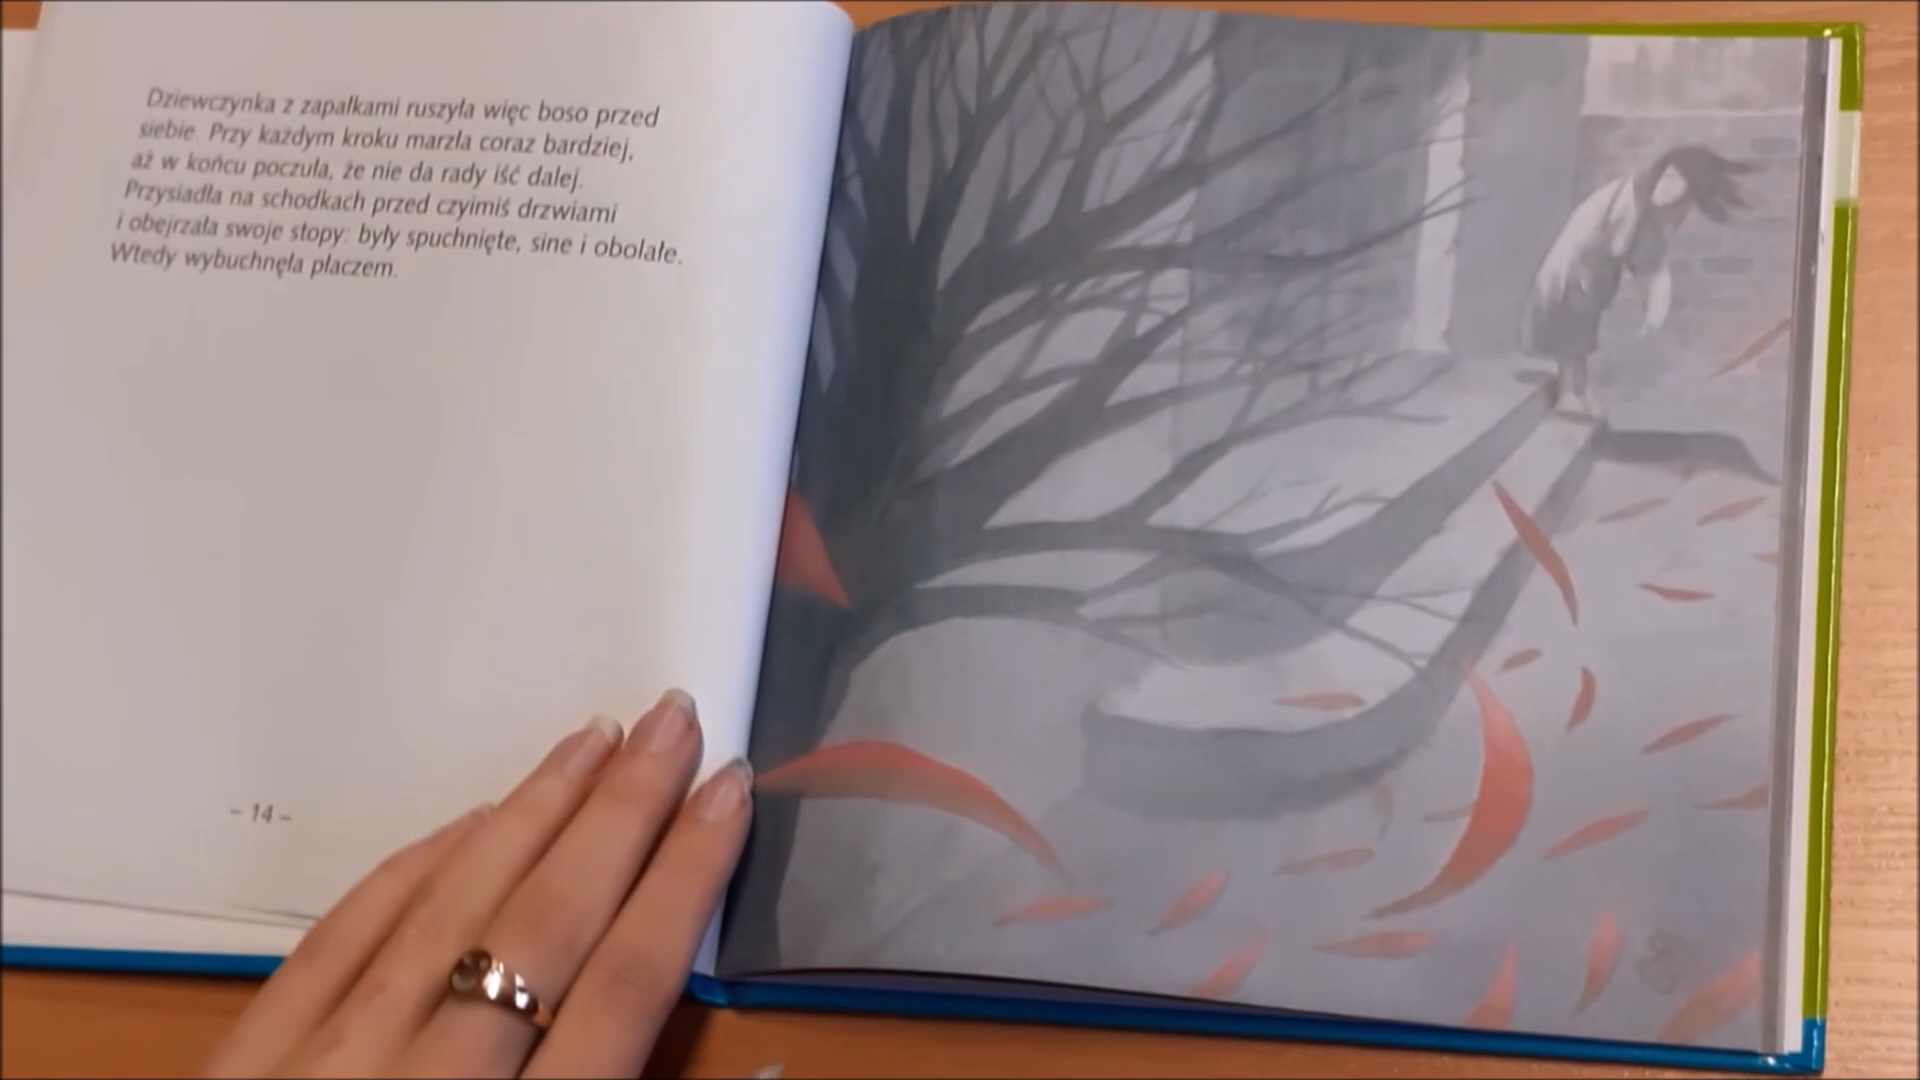 Dziewczynka z zapałkami ruszyła więc boso przed
siebie. Przy każdym kroku marzła coraz bardziej,
aż w końcu poczuła, że nie da rady iść dalej.
Przysiadła na schodkach przed czyimiś drzwiami
i obejrzała swoje stopy: były spuchnięte, sine i obolałe.
Wtedy wybuchnęła płaczem.
– 14 –